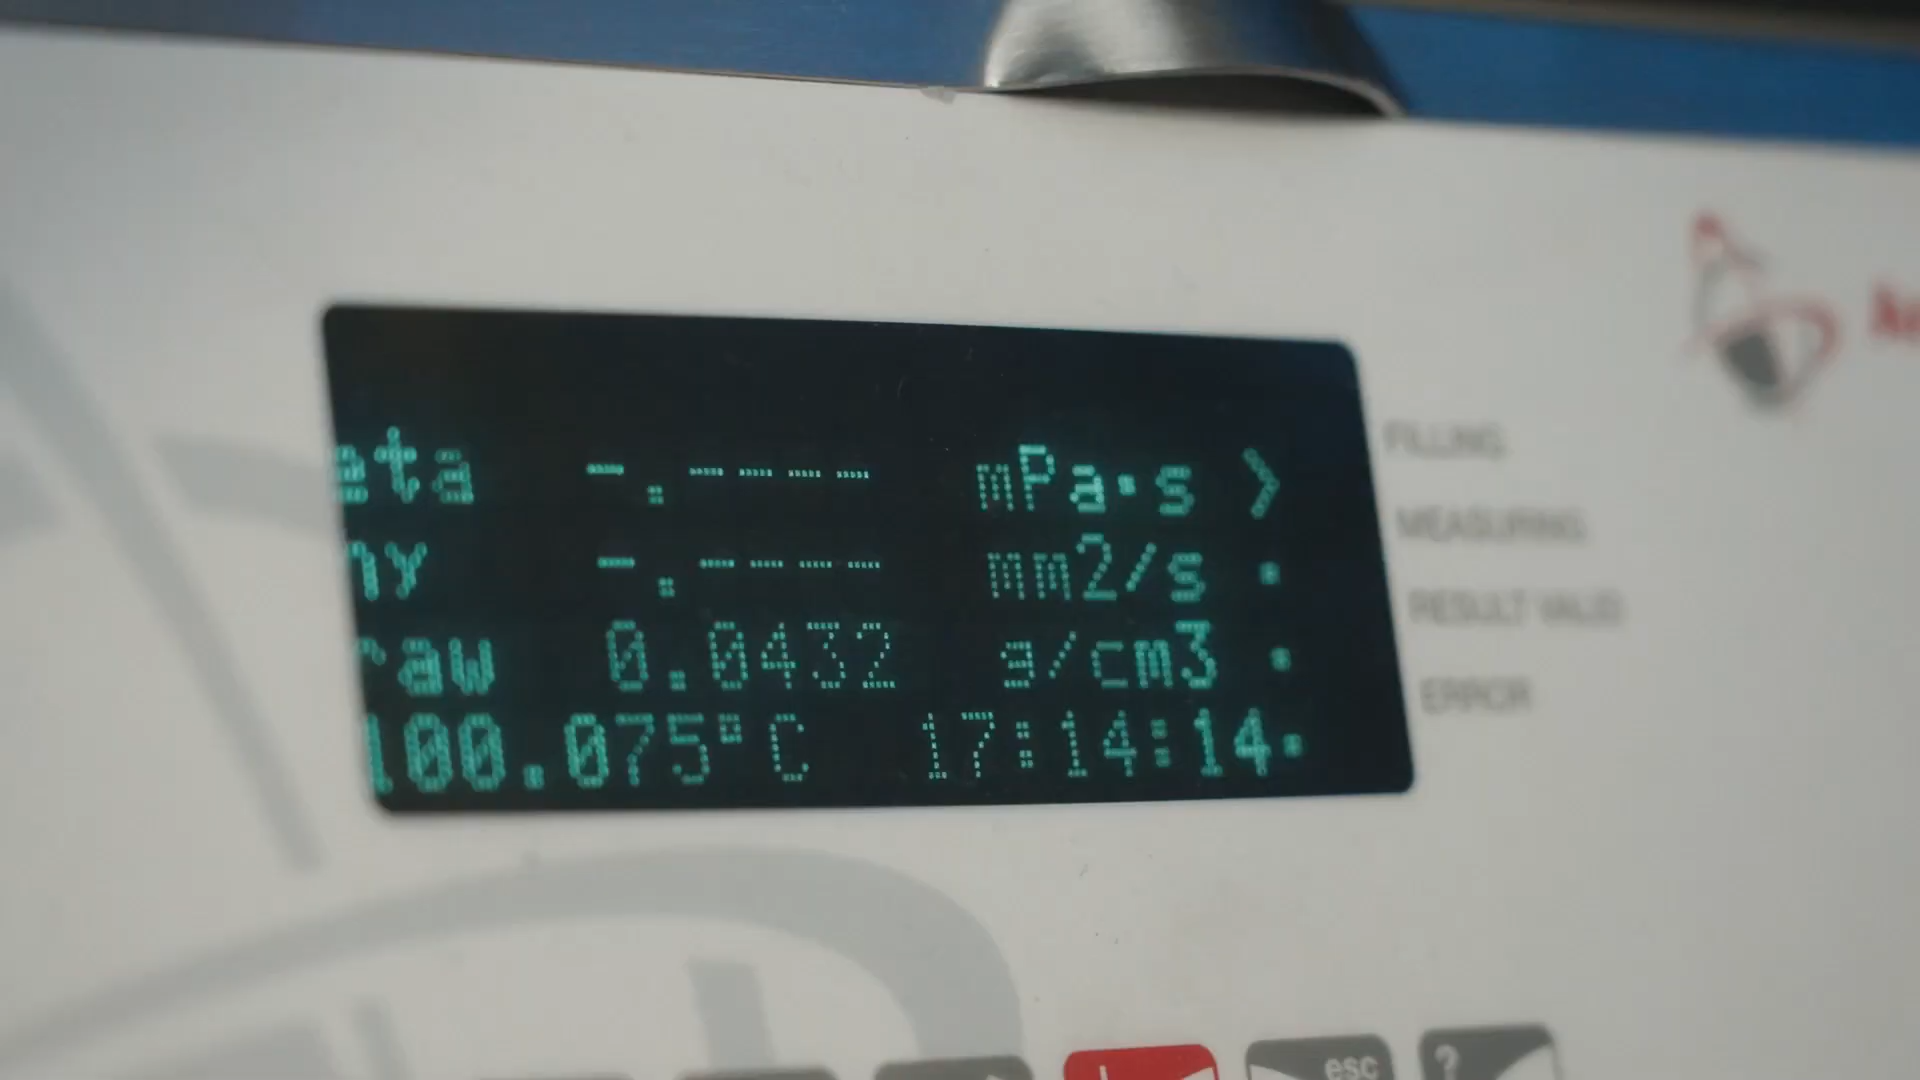 eta -.---- mPa·s >
ny -.---- mm2/s ·
raw 0.0432 g/cm3 ·
100.075°C 17:14:14·
FILLING
MEASURING
RESULT VALID
ERROR
esc
?